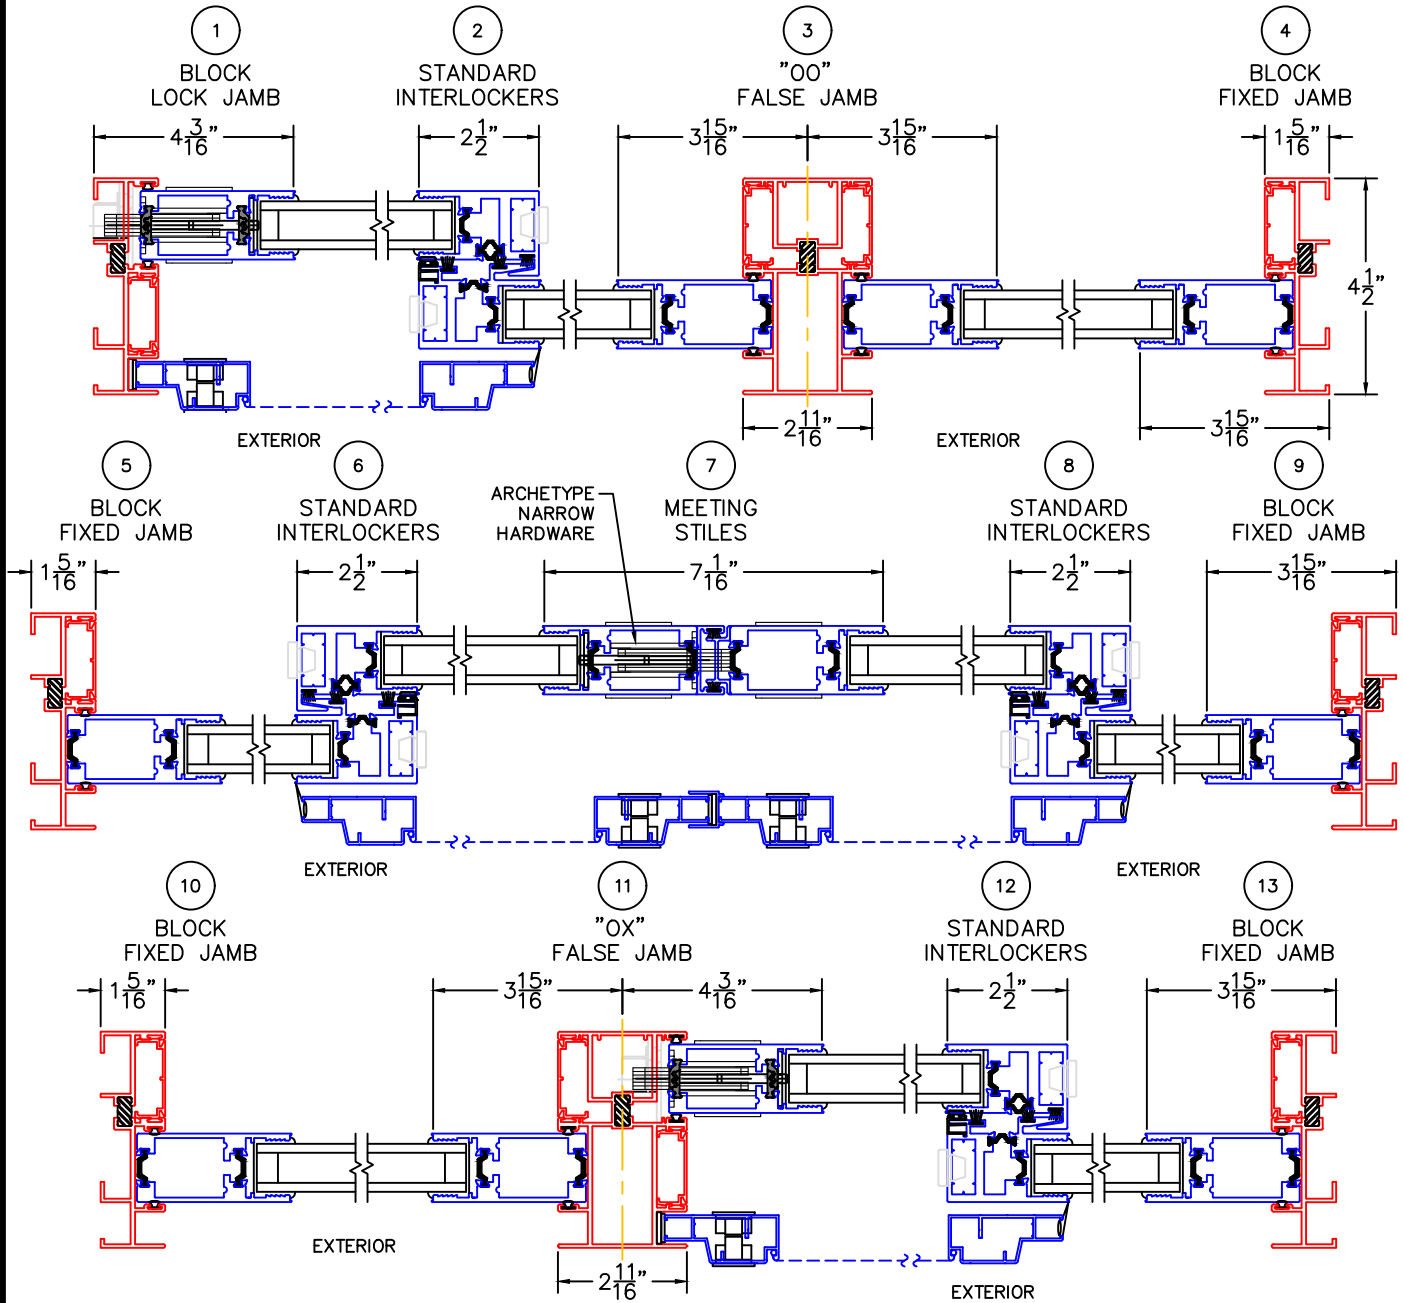 1
2
3
4
BLOCK
LOCK JAMB
STANDARD
INTERLOCKERS
"OO"
FALSE JAMB
BLOCK
FIXED JAMB
4 3/16"
2 1/2"
3 15/16"
3 15/16"
1 5/16"
4 1/2"
2 11/16"
3 15/16"
EXTERIOR
EXTERIOR
5
6
7
8
9
BLOCK
FIXED JAMB
STANDARD
INTERLOCKERS
ARCHETYPE
NARROW
HARDWARE
MEETING
STILES
STANDARD
INTERLOCKERS
BLOCK
FIXED JAMB
1 5/16"
2 1/2"
7 1/16"
2 1/2"
3 15/16"
EXTERIOR
EXTERIOR
10
11
12
13
BLOCK
FIXED JAMB
"OX"
FALSE JAMB
STANDARD
INTERLOCKERS
BLOCK
FIXED JAMB
1 5/16"
3 15/16"
4 3/16"
2 1/2"
3 15/16"
EXTERIOR
2 11/16"
EXTERIOR